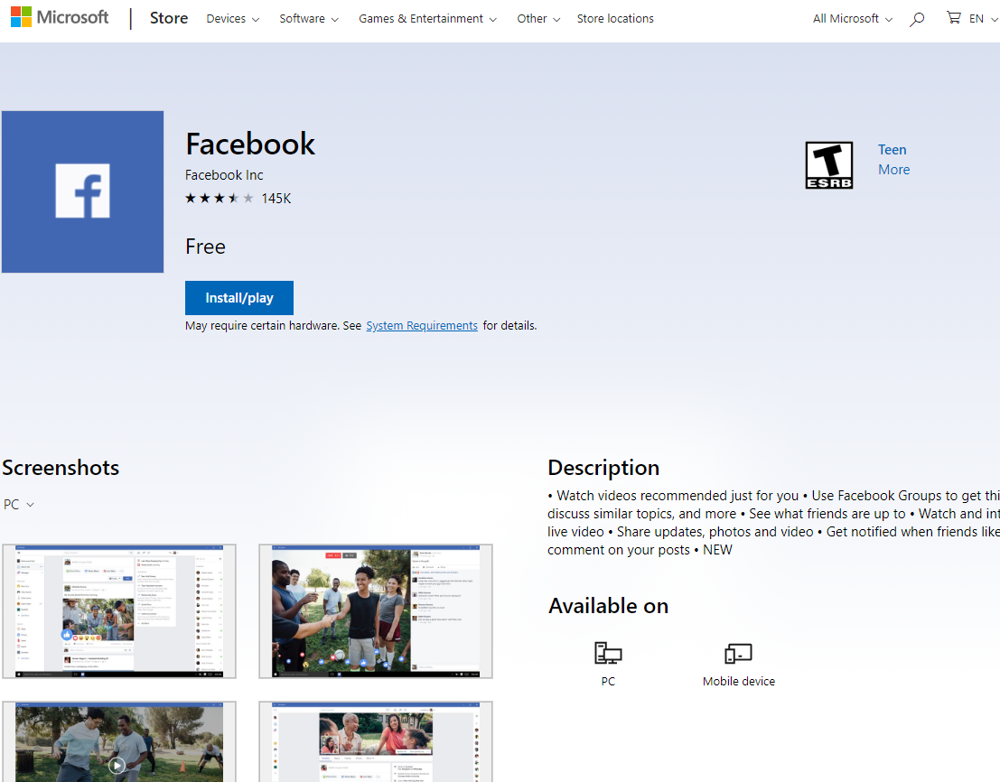 Microsoft | Store Devices Software Games & Entertainment Other Store locations All Microsoft EN
Facebook
Facebook Inc
145K
Free
Install/play
May require certain hardware. See System Requirements for details.
T
ESRB
Teen
More
Screenshots
PC
Description
• Watch videos recommended just for you • Use Facebook Groups to get thi
discuss similar topics, and more • See what friends are up to • Watch and int
live video • Share updates, photos and video • Get notified when friends like
comment on your posts • NEW
Available on
PC
Mobile device